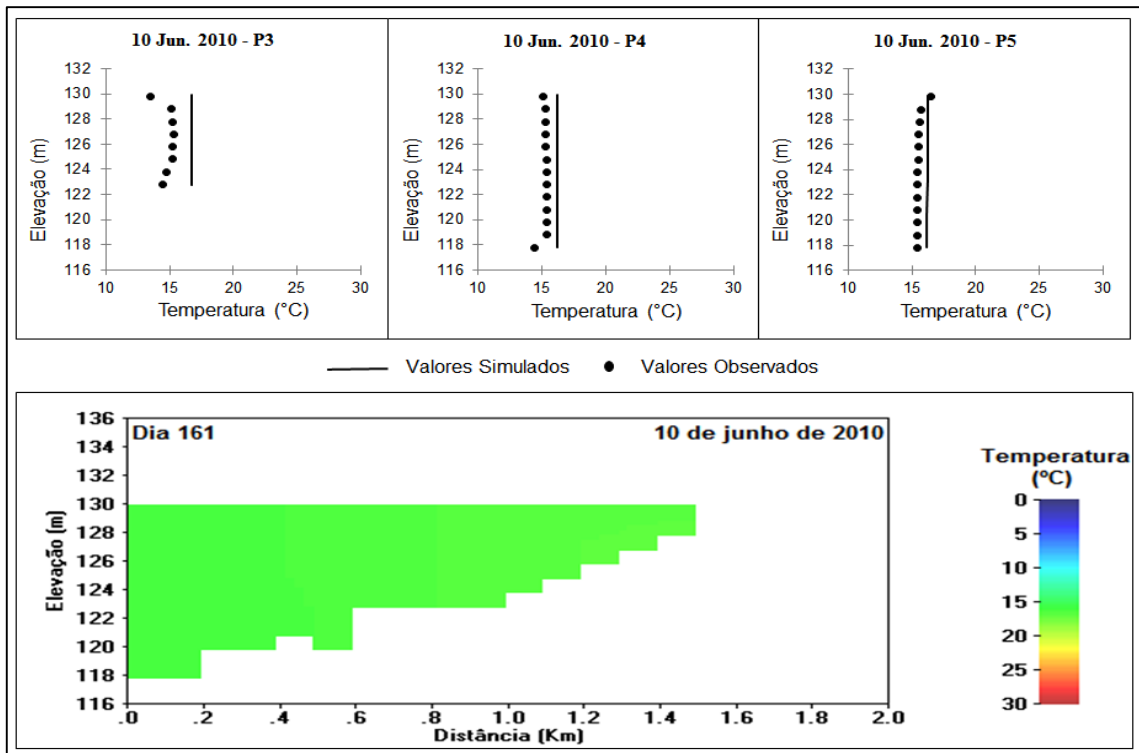 10 Jun. 2010 - P3
132
130
128
126
124
122
120
118
116
Elevação (m)
10 15 20 25 30
Temperatura (°C)
10 Jun. 2010 - P4
132
130
128
126
124
122
120
118
116
Elevação (m)
10 15 20 25 30
Temperatura (°C)
10 Jun. 2010 - P5
132
130
128
126
124
122
120
118
116
Elevação (m)
10 15 20 25 30
Temperatura (°C)
Valores Simulados Valores Observados
Dia 161 10 de junho de 2010
136
134
132
130
128
126
124
122
120
118
116
Elevação (m)
.0 .2 .4 .6 .8 1.0 1.2 1.4 1.6 2.0
Distância (Km)
Temperatura
(ºC)
0
5
10
15
20
25
30